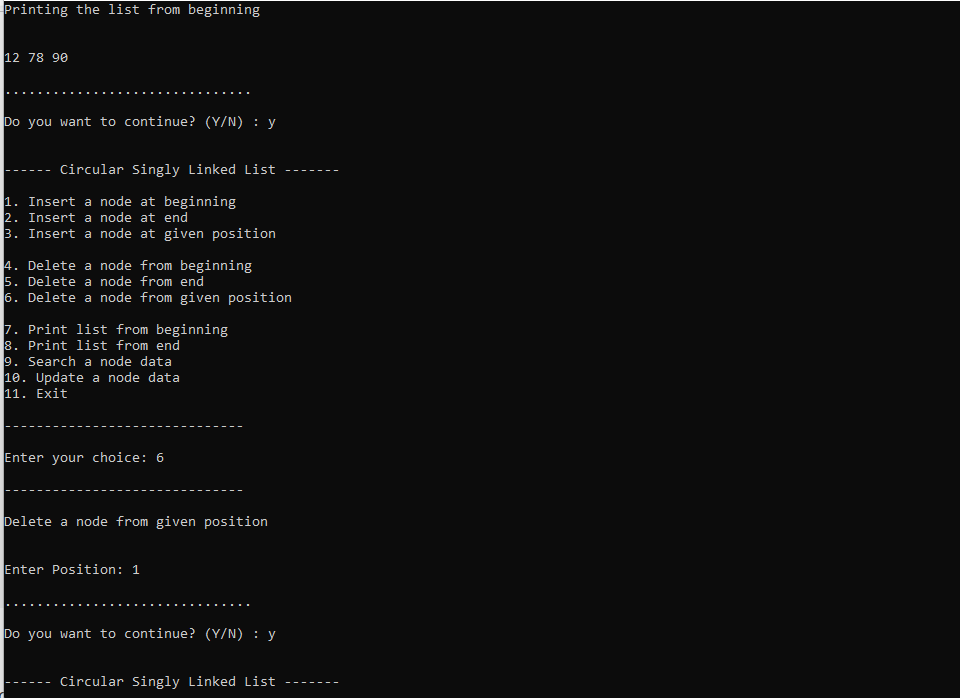 Printing the list from beginning
12 78 90
...............................
Do you want to continue? (Y/N) : y
------ Circular Singly Linked List -------
1. Insert a node at beginning
2. Insert a node at end
3. Insert a node at given position
4. Delete a node from beginning
5. Delete a node from end
6. Delete a node from given position
7. Print list from beginning
8. Print list from end
9. Search a node data
10. Update a node data
11. Exit
------------------------------
Enter your choice: 6
------------------------------
Delete a node from given position
Enter Position: 1
...............................
Do you want to continue? (Y/N) : y
------ Circular Singly Linked List -------